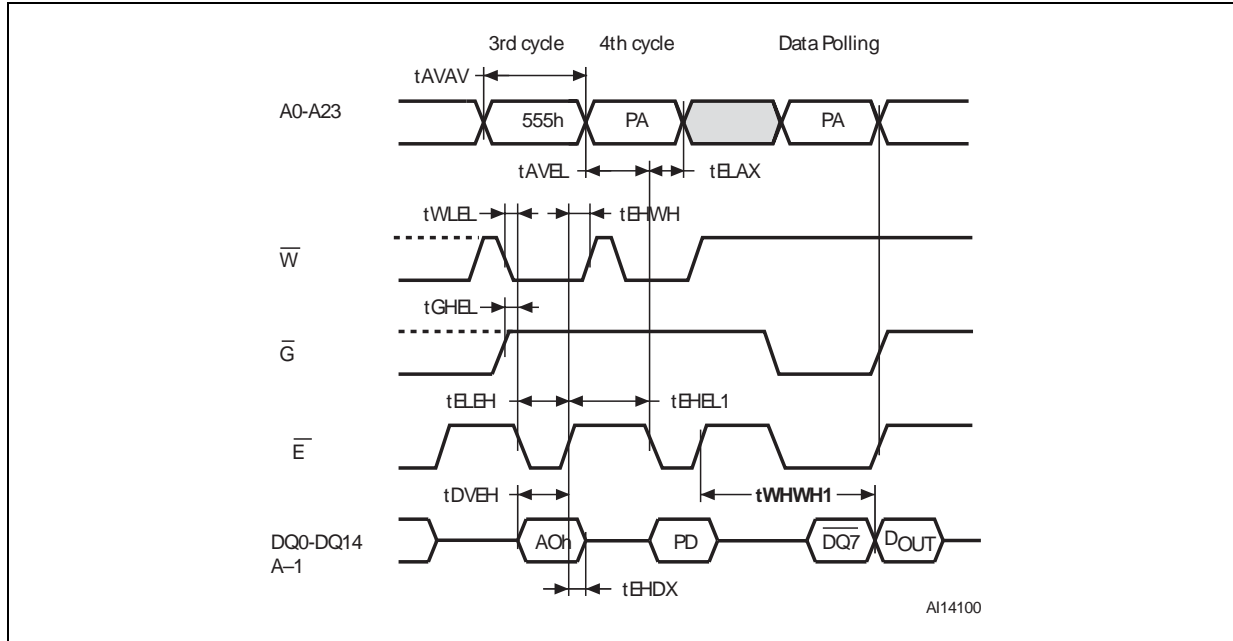 3rd cycle 4th cycle Data Polling
tAVAV
A0-A23 555h PA PA
tAVEL tELAX
tWLEL tEHWH
W
tGHEL
G
tELEH tEHEL1
E
tDVEH tWHWH1
DQ0-DQ14 AOh PD DQ7 DOUT
A–1
tEHDX
AI14100